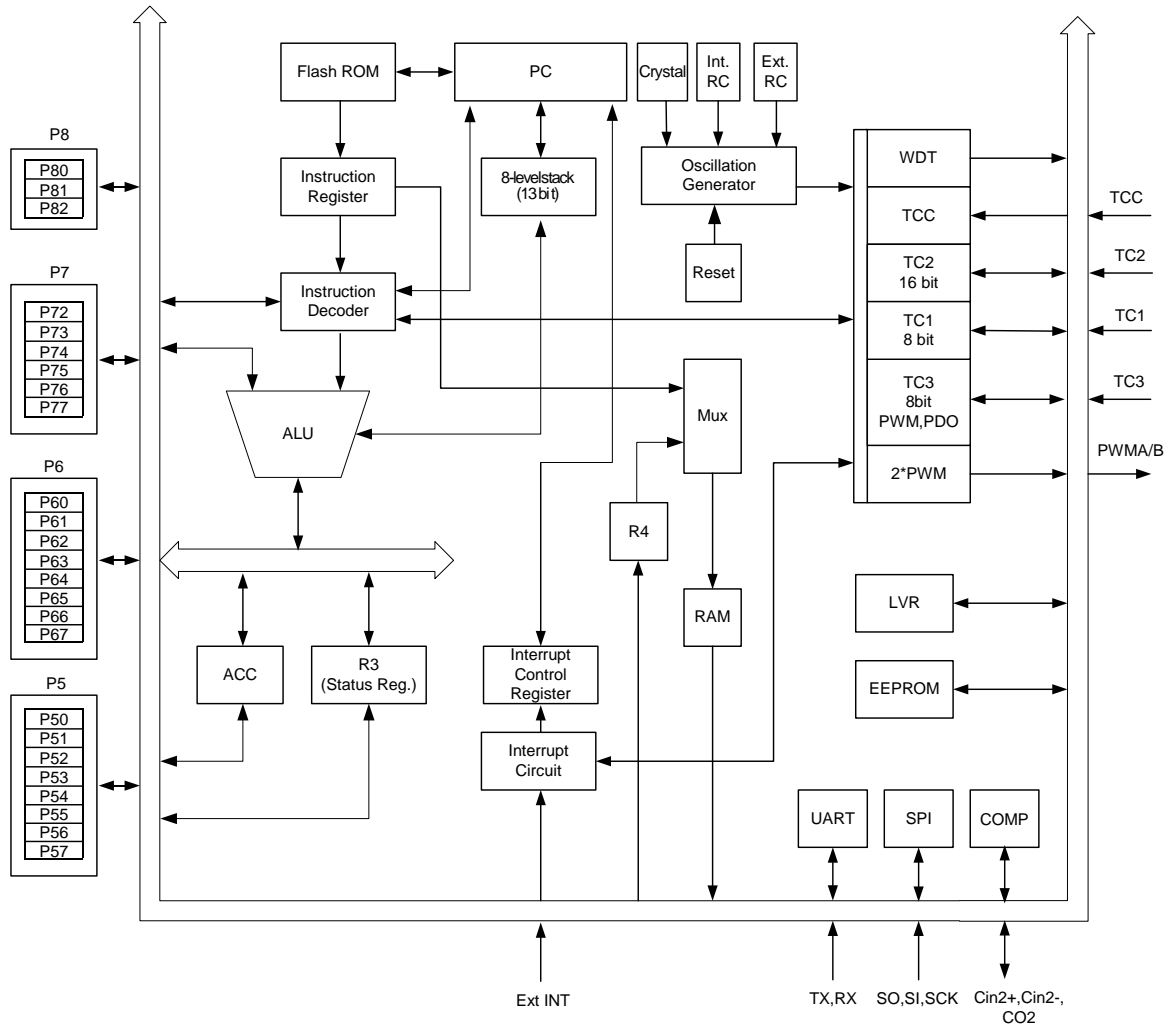 Flash ROM
PC
Crystal
Int.
RC
Ext.
RC
P8
P80
P81
P82
Instruction
Register
8-levelstack
(13bit)
Oscillation
Generator
WDT
TCC
TCC
Reset
TC2
16 bit
TC2
P7
P72
P73
P74
P75
P76
P77
Instruction
Decoder
TC1
8 bit
TC1
ALU
Mux
TC3
8bit
PWM,PDO
TC3
2*PWM
PWMA/B
P6
P60
P61
P62
P63
P64
P65
P66
P67
R4
RAM
LVR
ACC
R3
(Status Reg.)
Interrupt
Control
Register
EEPROM
P5
P50
P51
P52
P53
P54
P55
P56
P57
Interrupt
Circuit
UART
SPI
COMP
Ext INT
TX,RX
SO,SI,SCK
Cin2+,Cin2-,
CO2